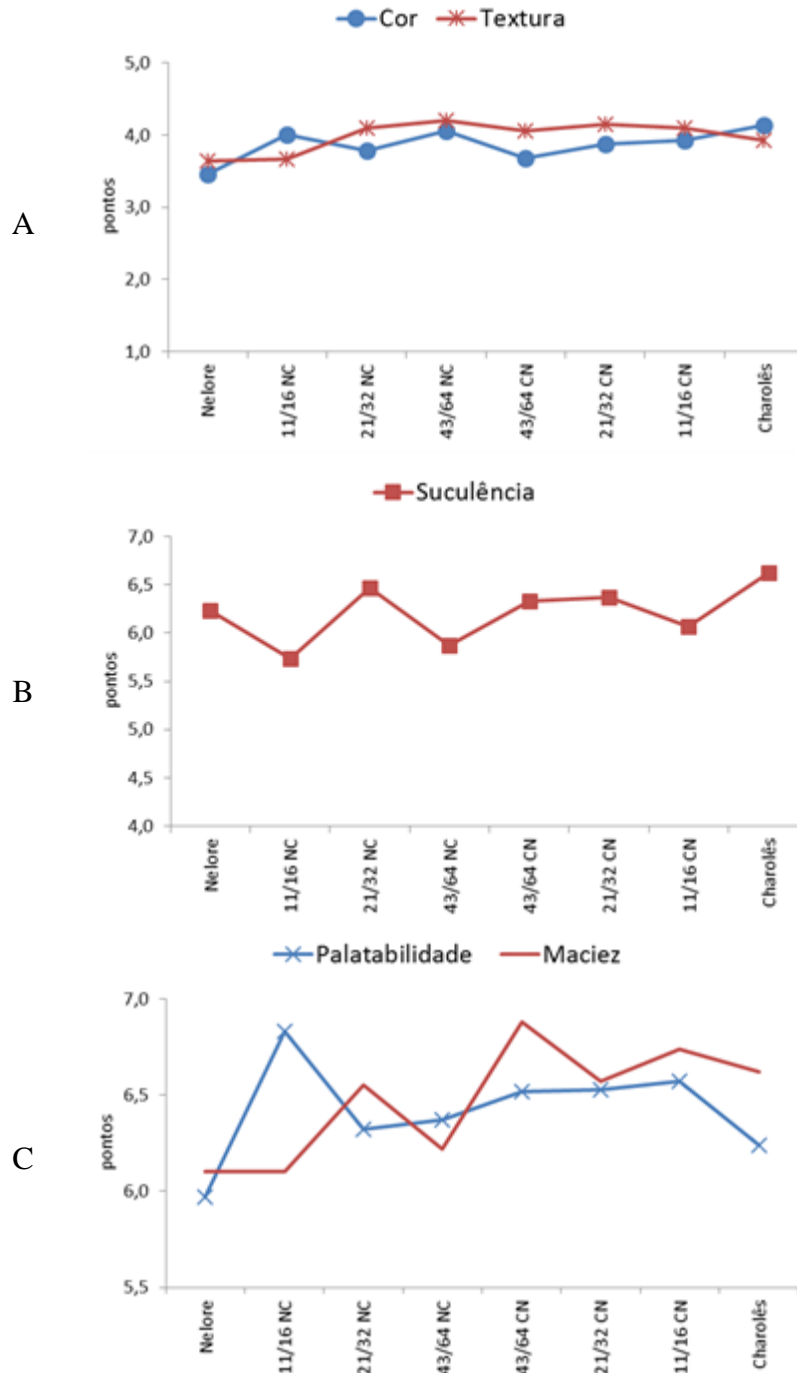 Cor Textura
5,0
4,0
3,0
2,0
1,0
pontos
A
Nelore
11/16 NC
21/32 NC
43/64 NC
43/64 CN
21/32 CN
11/16 CN
Charolês
Suculência
7,0
6,5
6,0
5,5
5,0
4,5
4,0
pontos
B
Nelore
11/16 NC
21/32 NC
43/64 NC
43/64 CN
21/32 CN
11/16 CN
Charolês
Palatabilidade Maciez
7,0
6,5
6,0
5,5
pontos
C
Nelore
11/16 NC
21/32 NC
43/64 NC
43/64 CN
21/32 CN
11/16 CN
Charolês